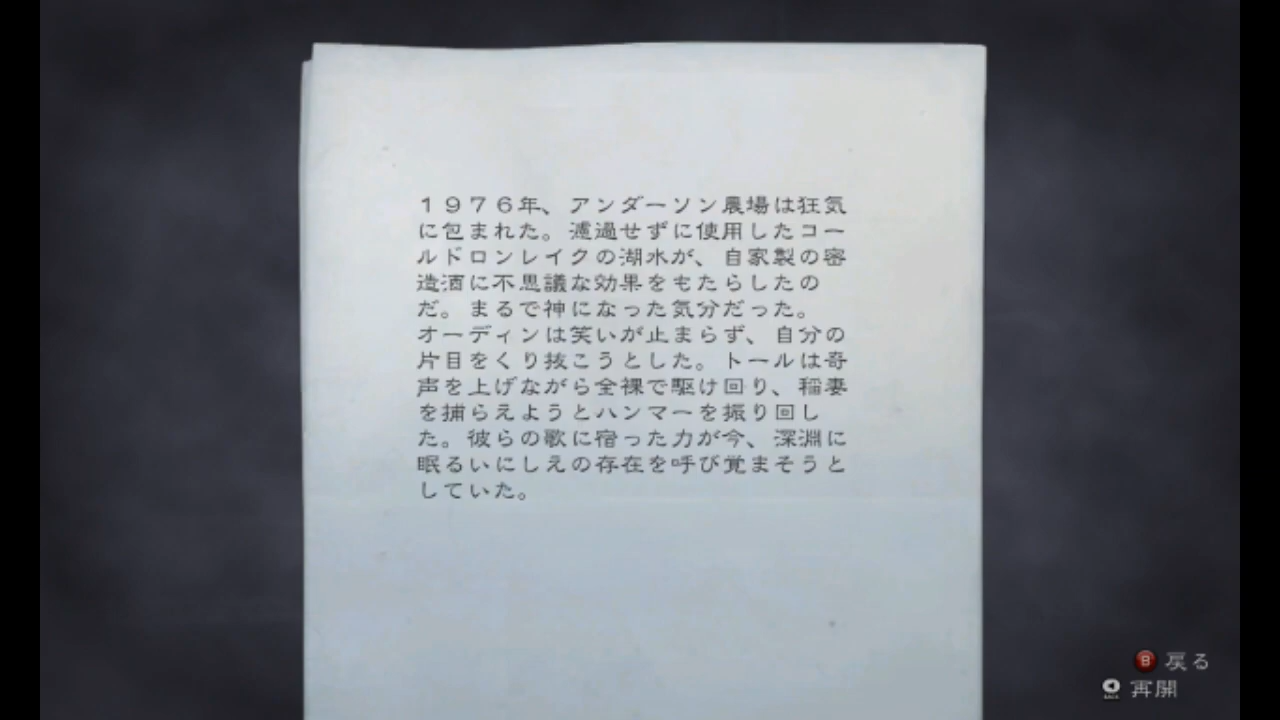 １９７６年、アンダーソン農場は狂気
に包まれた。濾過せずに使用したコー
ルドロンレイクの湖水が、自家製の密
造酒に不思議な効果をもたらしたの
だ。まるで神になった気分だった。
オーディンは笑いが止まらず、自分の
片目をくり抜こうとした。トールは奇
声を上げながら全裸で駆け回り、稲妻
を捕らえようとハンマーを振り回し
た。彼らの歌に宿った力が今、深淵に
眠るいにしえの存在を呼び覚まそうと
していた。
B 戻る
BACK 再開